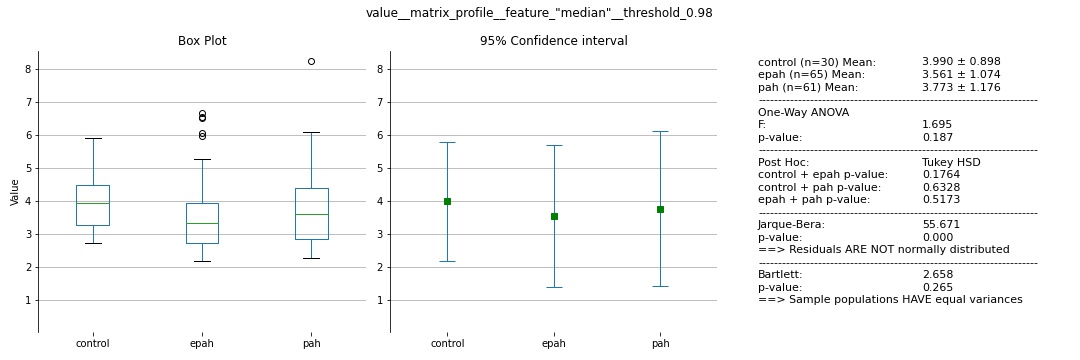 value__matrix_profile__feature_"median"__threshold_0.98
Box Plot
Value
8
7
6
5
4
3
2
1
control epah pah
95% Confidence interval
8
7
6
5
4
3
2
1
control epah pah
control (n=30) Mean: 3.990 ± 0.898
epah (n=65) Mean: 3.561 ± 1.074
pah (n=61) Mean: 3.773 ± 1.176
One-Way ANOVA
F: 1.695
p-value: 0.187
Post Hoc: Tukey HSD
control + epah p-value: 0.1764
control + pah p-value: 0.6328
epah + pah p-value: 0.5173
Jarque-Bera: 55.671
p-value: 0.000
==> Residuals ARE NOT normally distributed
Bartlett: 2.658
p-value: 0.265
==> Sample populations HAVE equal variances